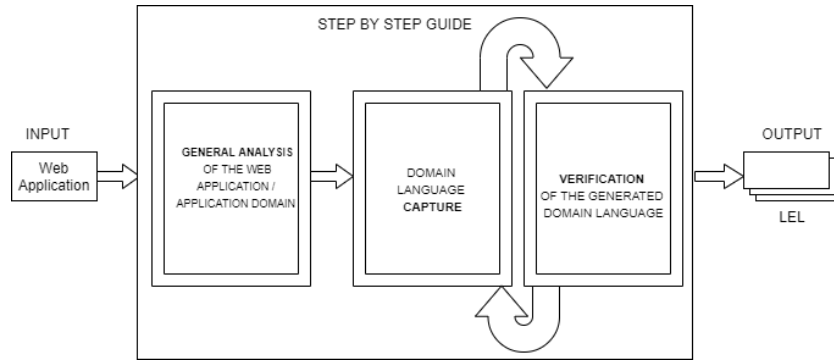 STEP BY STEP GUIDE
INPUT
Web
Application
GENERAL ANALYSIS
OF THE WEB
APPLICATION /
APPLICATION DOMAIN
DOMAIN
LANGUAGE
CAPTURE
VERIFICATION
OF THE GENERATED
DOMAIN LANGUAGE
OUTPUT
LEL